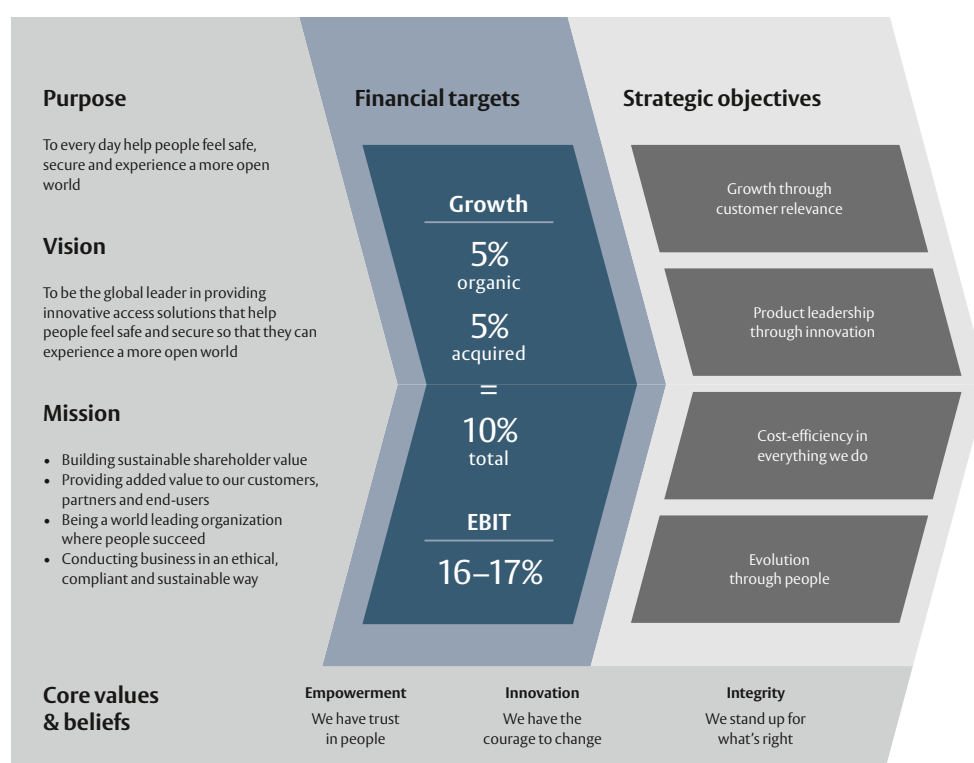 Purpose
To every day help people feel safe,
secure and experience a more open
world
Vision
To be the global leader in providing
innovative access solutions that help
people feel safe and secure so that they can
experience a more open world
Mission
• Building sustainable shareholder value
• Providing added value to our customers,
partners and end-users
• Being a world leading organization
where people succeed
• Conducting business in an ethical,
compliant and sustainable way
Financial targets
Growth
5%
organic
5%
acquired
=
10%
total
EBIT
16–17%
Strategic objectives
Growth through
customer relevance
Product leadership
through innovation
Cost-efficiency in
everything we do
Evolution
through people
Core values
& beliefs
Empowerment
We have trust
in people
Innovation
We have the
courage to change
Integrity
We stand up for
what's right